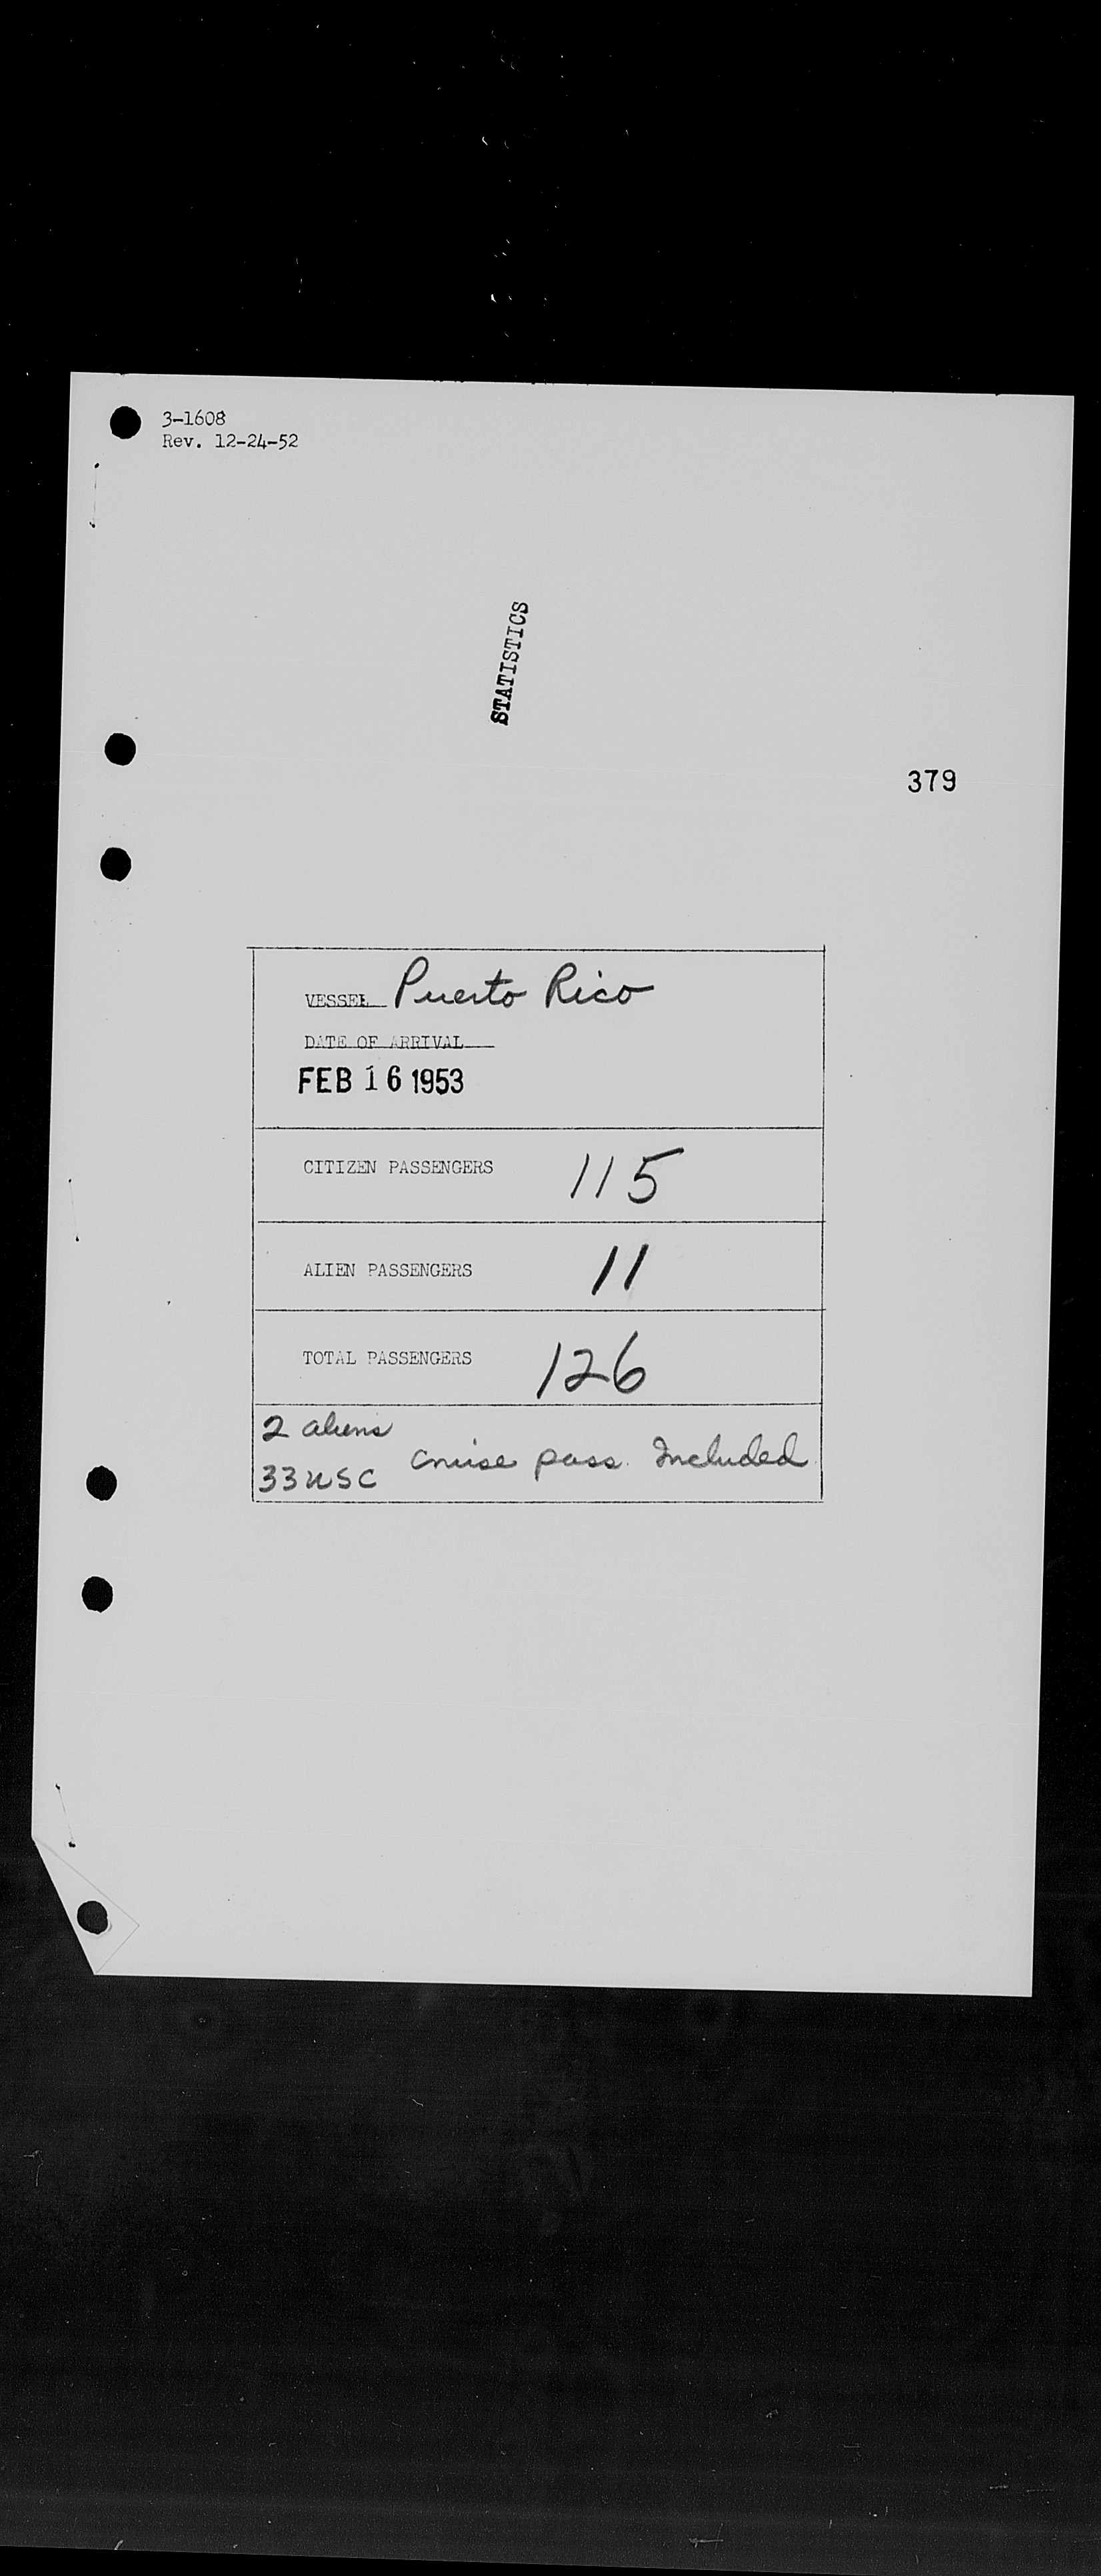 3-1608
Rev. 12-24-52
STATISTICS
379
VESSEL Puerto Rico
DATE OF ARRIVAL
FEB 16 1953
CITIZEN PASSENGERS 115
ALIEN PASSENGERS 11
TOTAL PASSENGERS 126
2 aliens
cruise pass. Included
33 USC